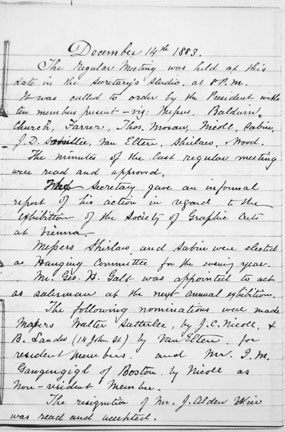 December 14th 1883.
The Regular Meeting was held at this
date in the Secretary's Studio, at 8 P.M.
It was called to order by the President with
ten members present - viz: Messrs. Baldwin,
Church, Farrer, Thos. Moran, Nicoll, Sabin,
J.D. Smillie, Van Elten, Shirlaw, Wood.
The minutes of the last regular meeting
were read and approved.
The Secretary gave an informal
report of his action in regard to the
exhibition of the Society of Graphic Arts
at Vienna.
Messrs Shirlaw and Sabin were elected
as Hanging Committee for the ensuing year.
Mr. Geo. H. Galt was appointed to act
as salesman at the next annual exhibition.
The following nominations were made
Messrs Walter Satterlee, by J.C. Nicoll, &
B. Lander (18 John St.) by Van Elten, for
resident members. and Mr. I.M.
Gaugengigl of Boston, by Nicoll as
Non-resident Member.
The resignation of Mr. J. Alden Weir
was read and accepted.